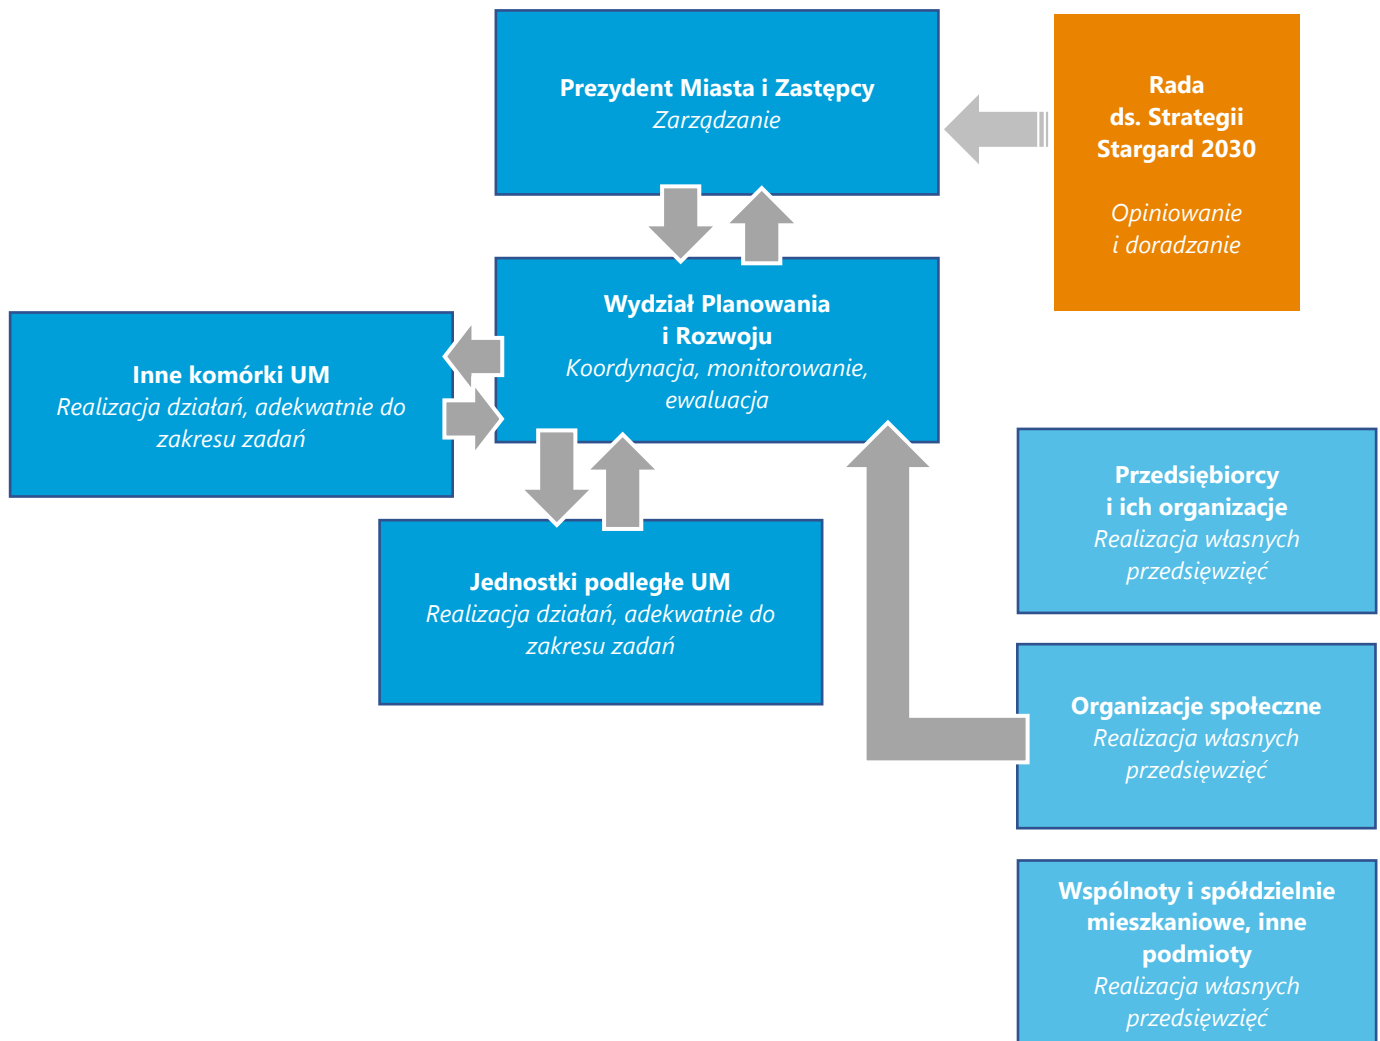 Prezydent Miasta i Zastępcy
Zarządzanie
Rada
ds. Strategii
Stargard 2030
Opiniowanie
i doradzanie
Wydział Planowania
i Rozwoju
Koordynacja, monitorowanie,
ewaluacja
Inne komórki UM
Realizacja działań, adekwatnie do
zakresu zadań
Jednostki podległe UM
Realizacja działań, adekwatnie do
zakresu zadań
Przedsiębiorcy
i ich organizacje
Realizacja własnych
przedsięwzięć
Organizacje społeczne
Realizacja własnych
przedsięwzięć
Wspólnoty i spółdzielnie
mieszkaniowe, inne
podmioty
Realizacja własnych
przedsięwzięć